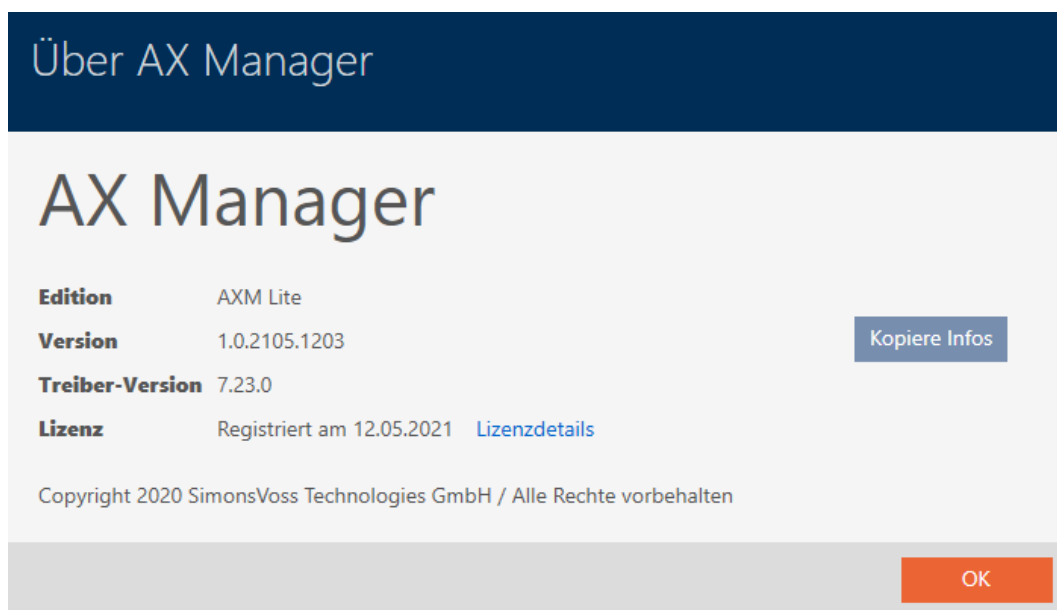 Über AX Manager
AX Manager
Edition AXM Lite
Version 1.0.2105.1203
Kopiere Infos
Treiber-Version 7.23.0
Lizenz Registriert am 12.05.2021 Lizenzdetails
Copyright 2020 SimonsVoss Technologies GmbH / Alle Rechte vorbehalten
OK